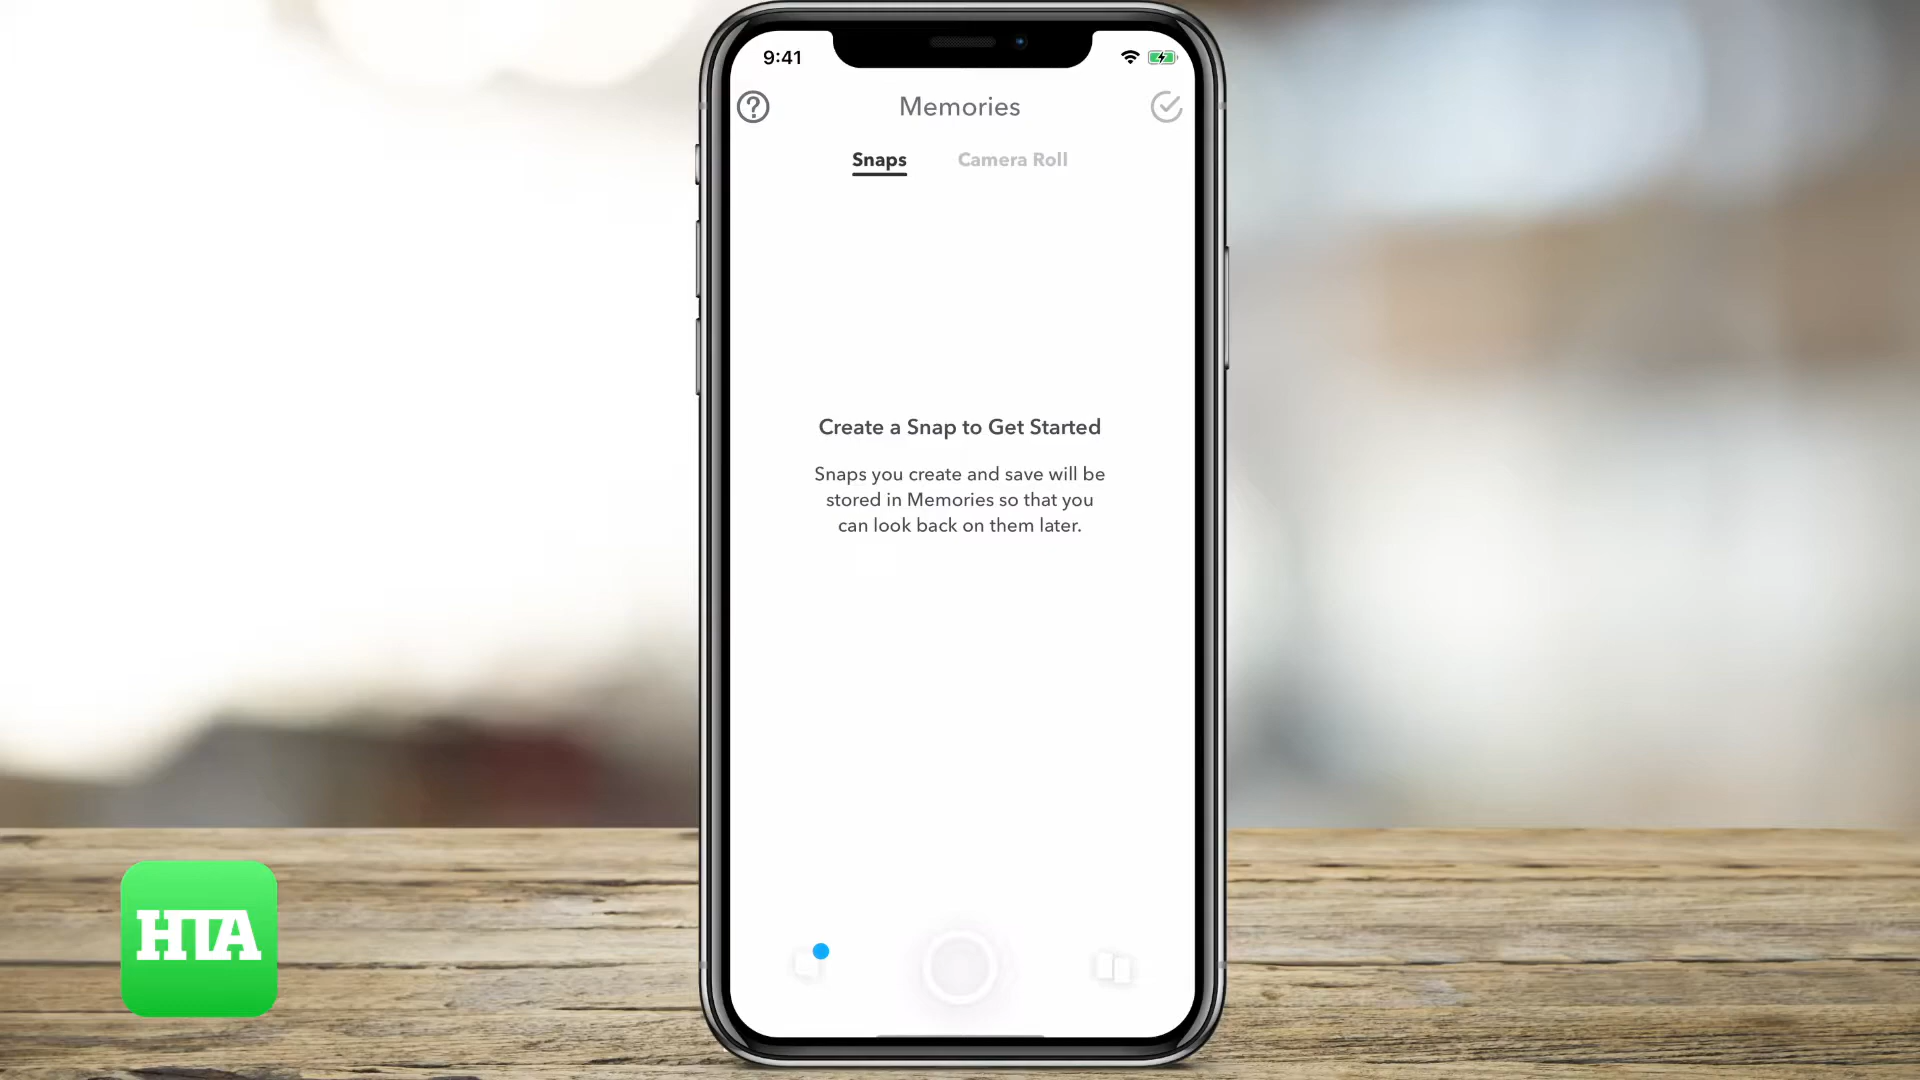 9:41
Memories
Snaps
Camera Roll
Create a Snap to Get Started
Snaps you create and save will be
stored in Memories so that you
can look back on them later.
HTA